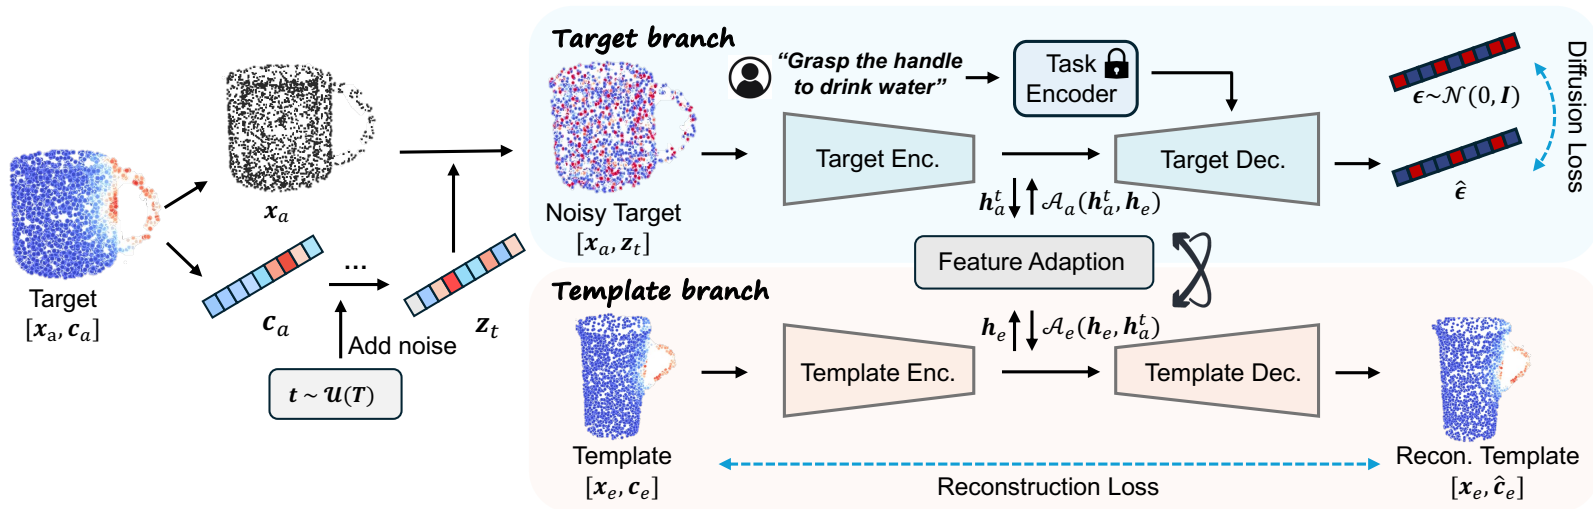 Target branch
"Grasp the handle
to drink water"
Task
Encoder
ϵ~𝒩(0, I)
Diffusion Loss
Target Enc.
Target Dec.
ϵ̂
x_a
Noisy Target
[x_a, z_t]
h_a^t
𝒜_a(h_a^t, h_e)
Target
[x_a, c_a]
c_a
...
z_t
Add noise
t ~ 𝒰(T)
Feature Adaption
Template branch
h_e
𝒜_e(h_e, h_a^t)
Template Enc.
Template Dec.
Template
[x_e, c_e]
Reconstruction Loss
Recon. Template
[x_e, ĉ_e]